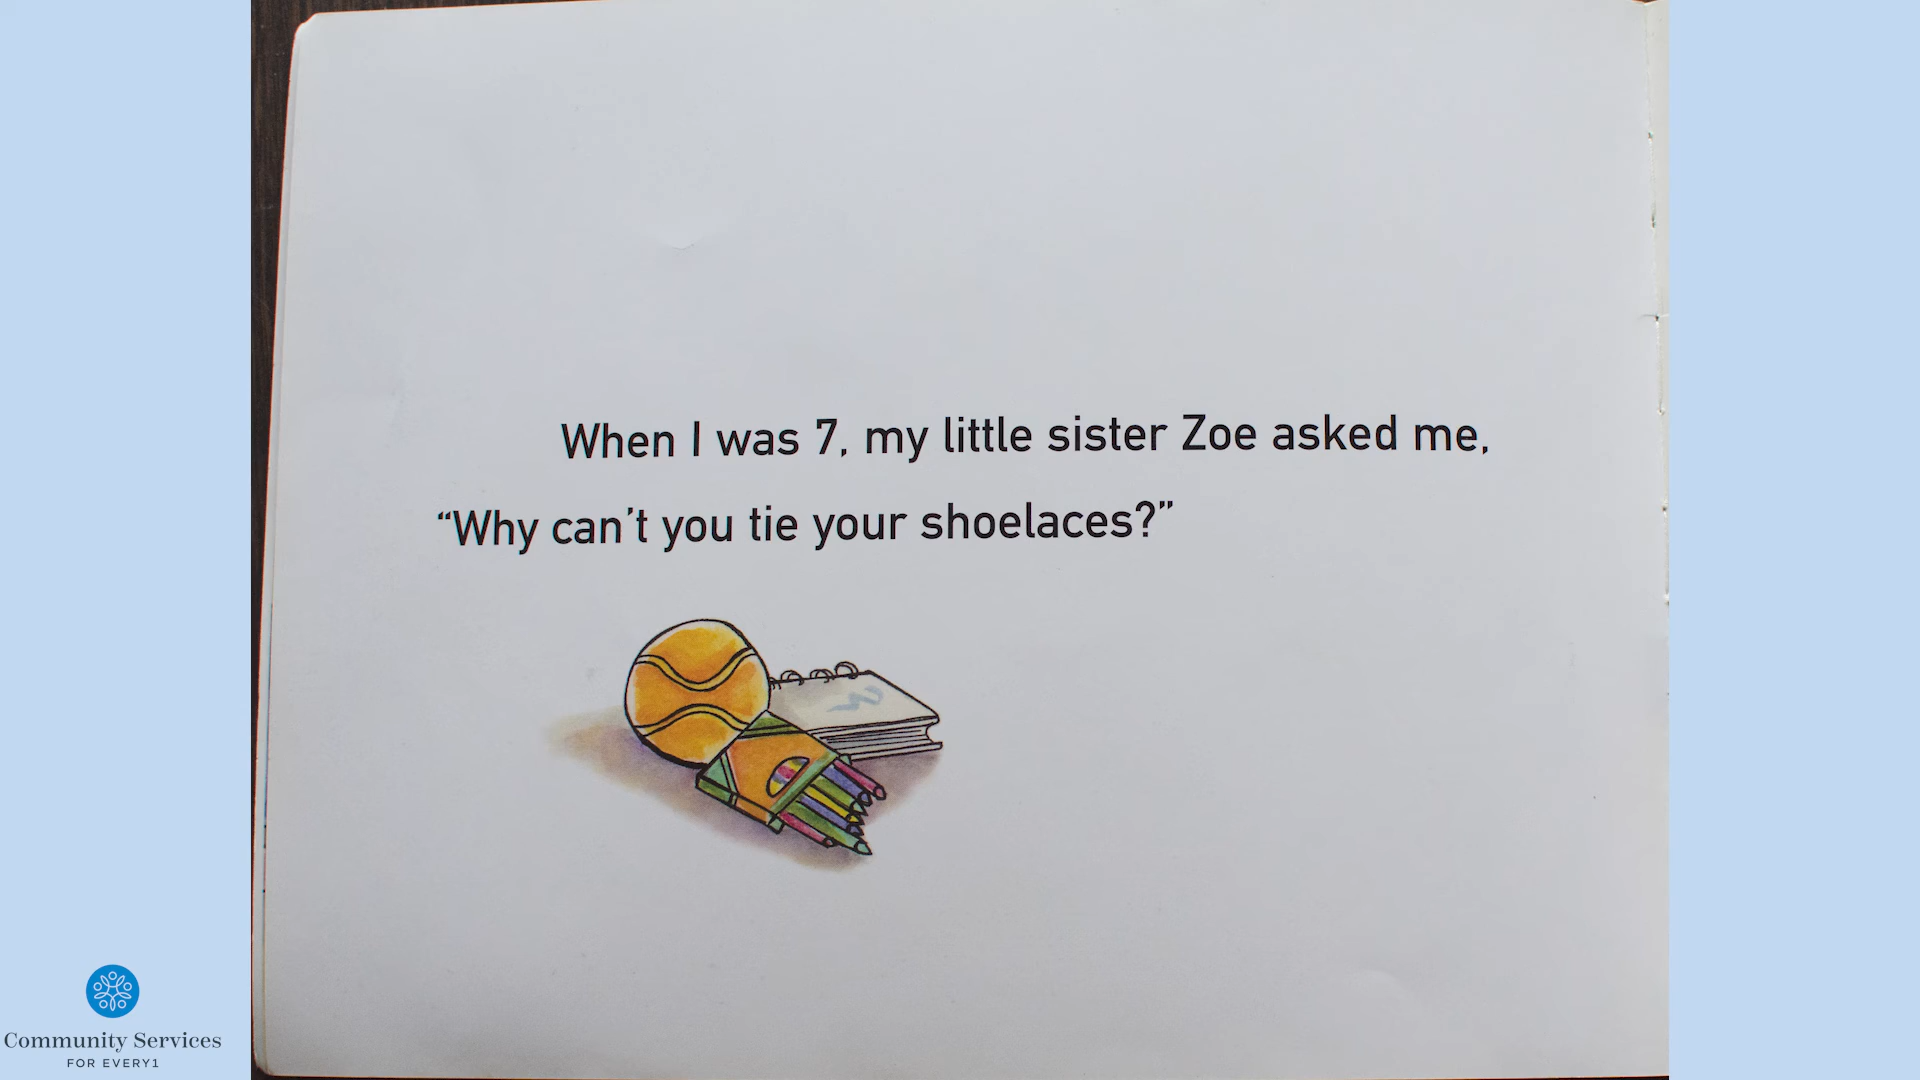 When I was 7, my little sister Zoe asked me,
“Why can’t you tie your shoelaces?”
Community Services
FOR EVERY1